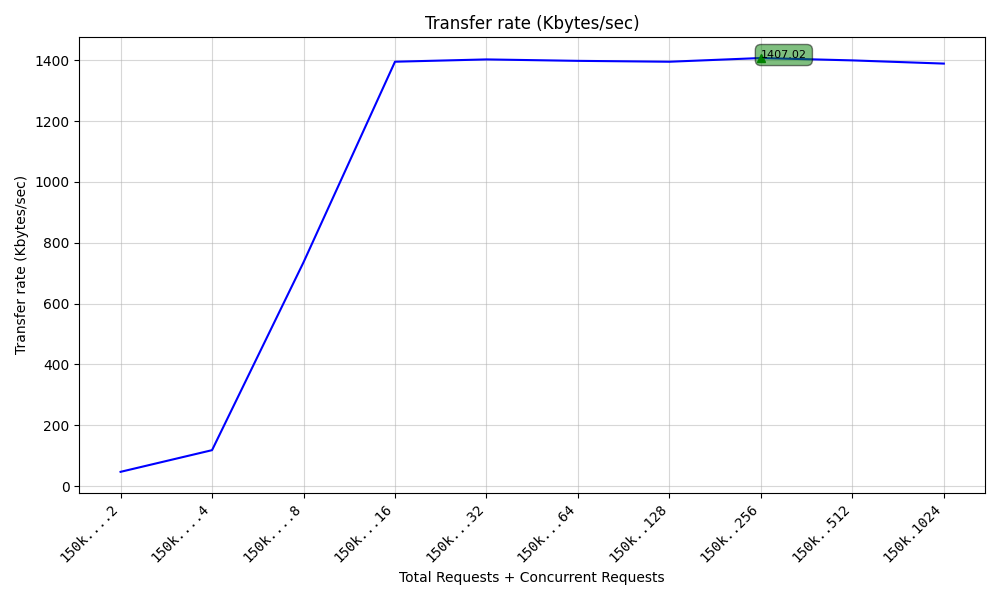 Transfer rate (Kbytes/sec)
1407.02
Transfer rate (Kbytes/sec)
1400
1200
1000
800
600
400
200
0
150k....2
150k....4
150k....8
150k...16
150k...32
150k...64
150k..128
150k..256
150k..512
150k.1024
Total Requests + Concurrent Requests